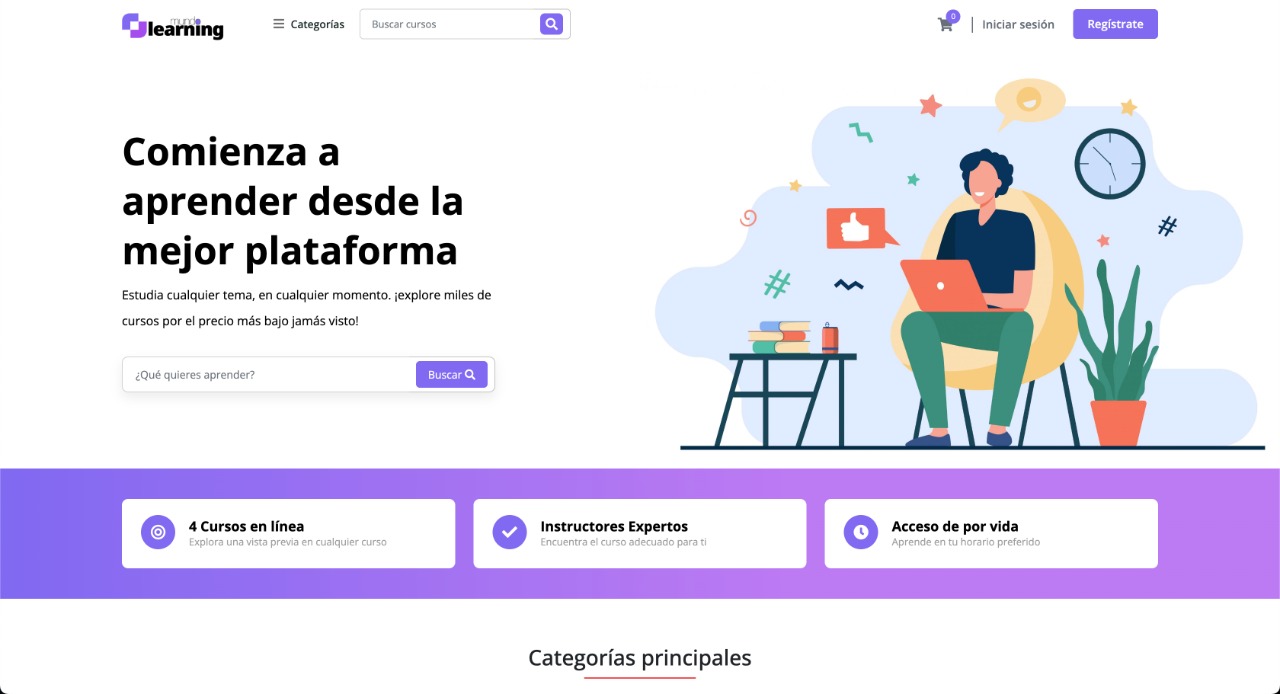 mundo
learning
Categorías
Buscar cursos
0
Iniciar sesión
Regístrate
Comienza a
aprender desde la
mejor plataforma
Estudia cualquier tema, en cualquier momento. ¡explore miles de
cursos por el precio más bajo jamás visto!
¿Qué quieres aprender?
Buscar
#
#
4 Cursos en línea
Explora una vista previa en cualquier curso
Instructores Expertos
Encuentra el curso adecuado para ti
Acceso de por vida
Aprende en tu horario preferido
Categorías principales